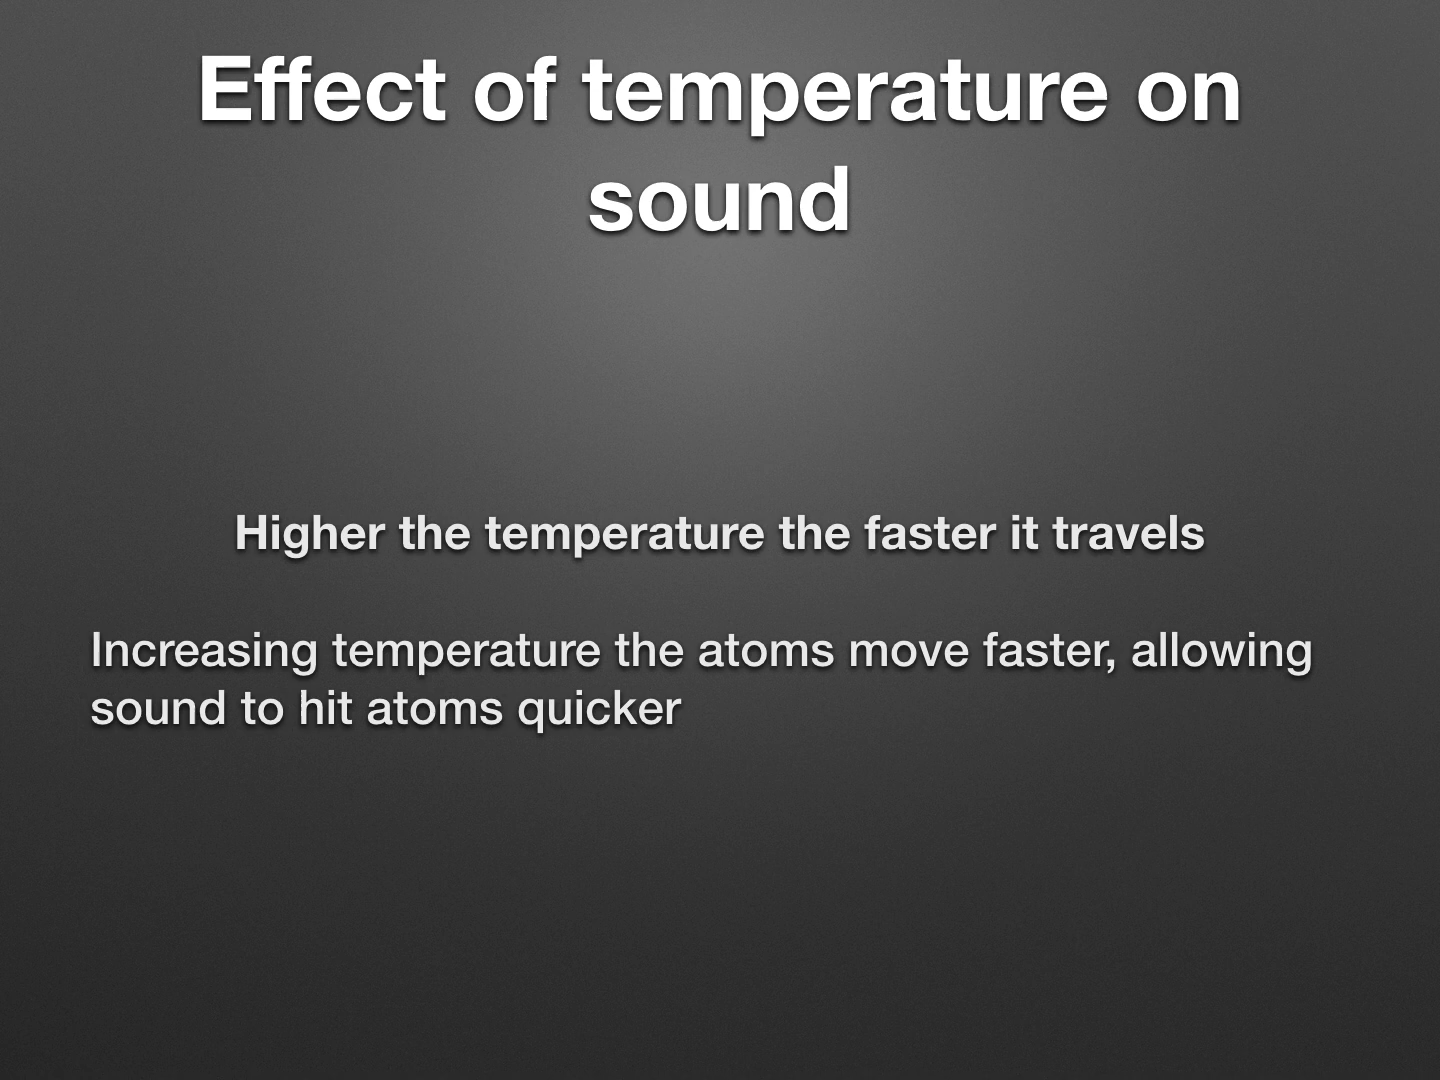 Effect of temperature on
sound
Higher the temperature the faster it travels
Increasing temperature the atoms move faster, allowing
sound to hit atoms quicker